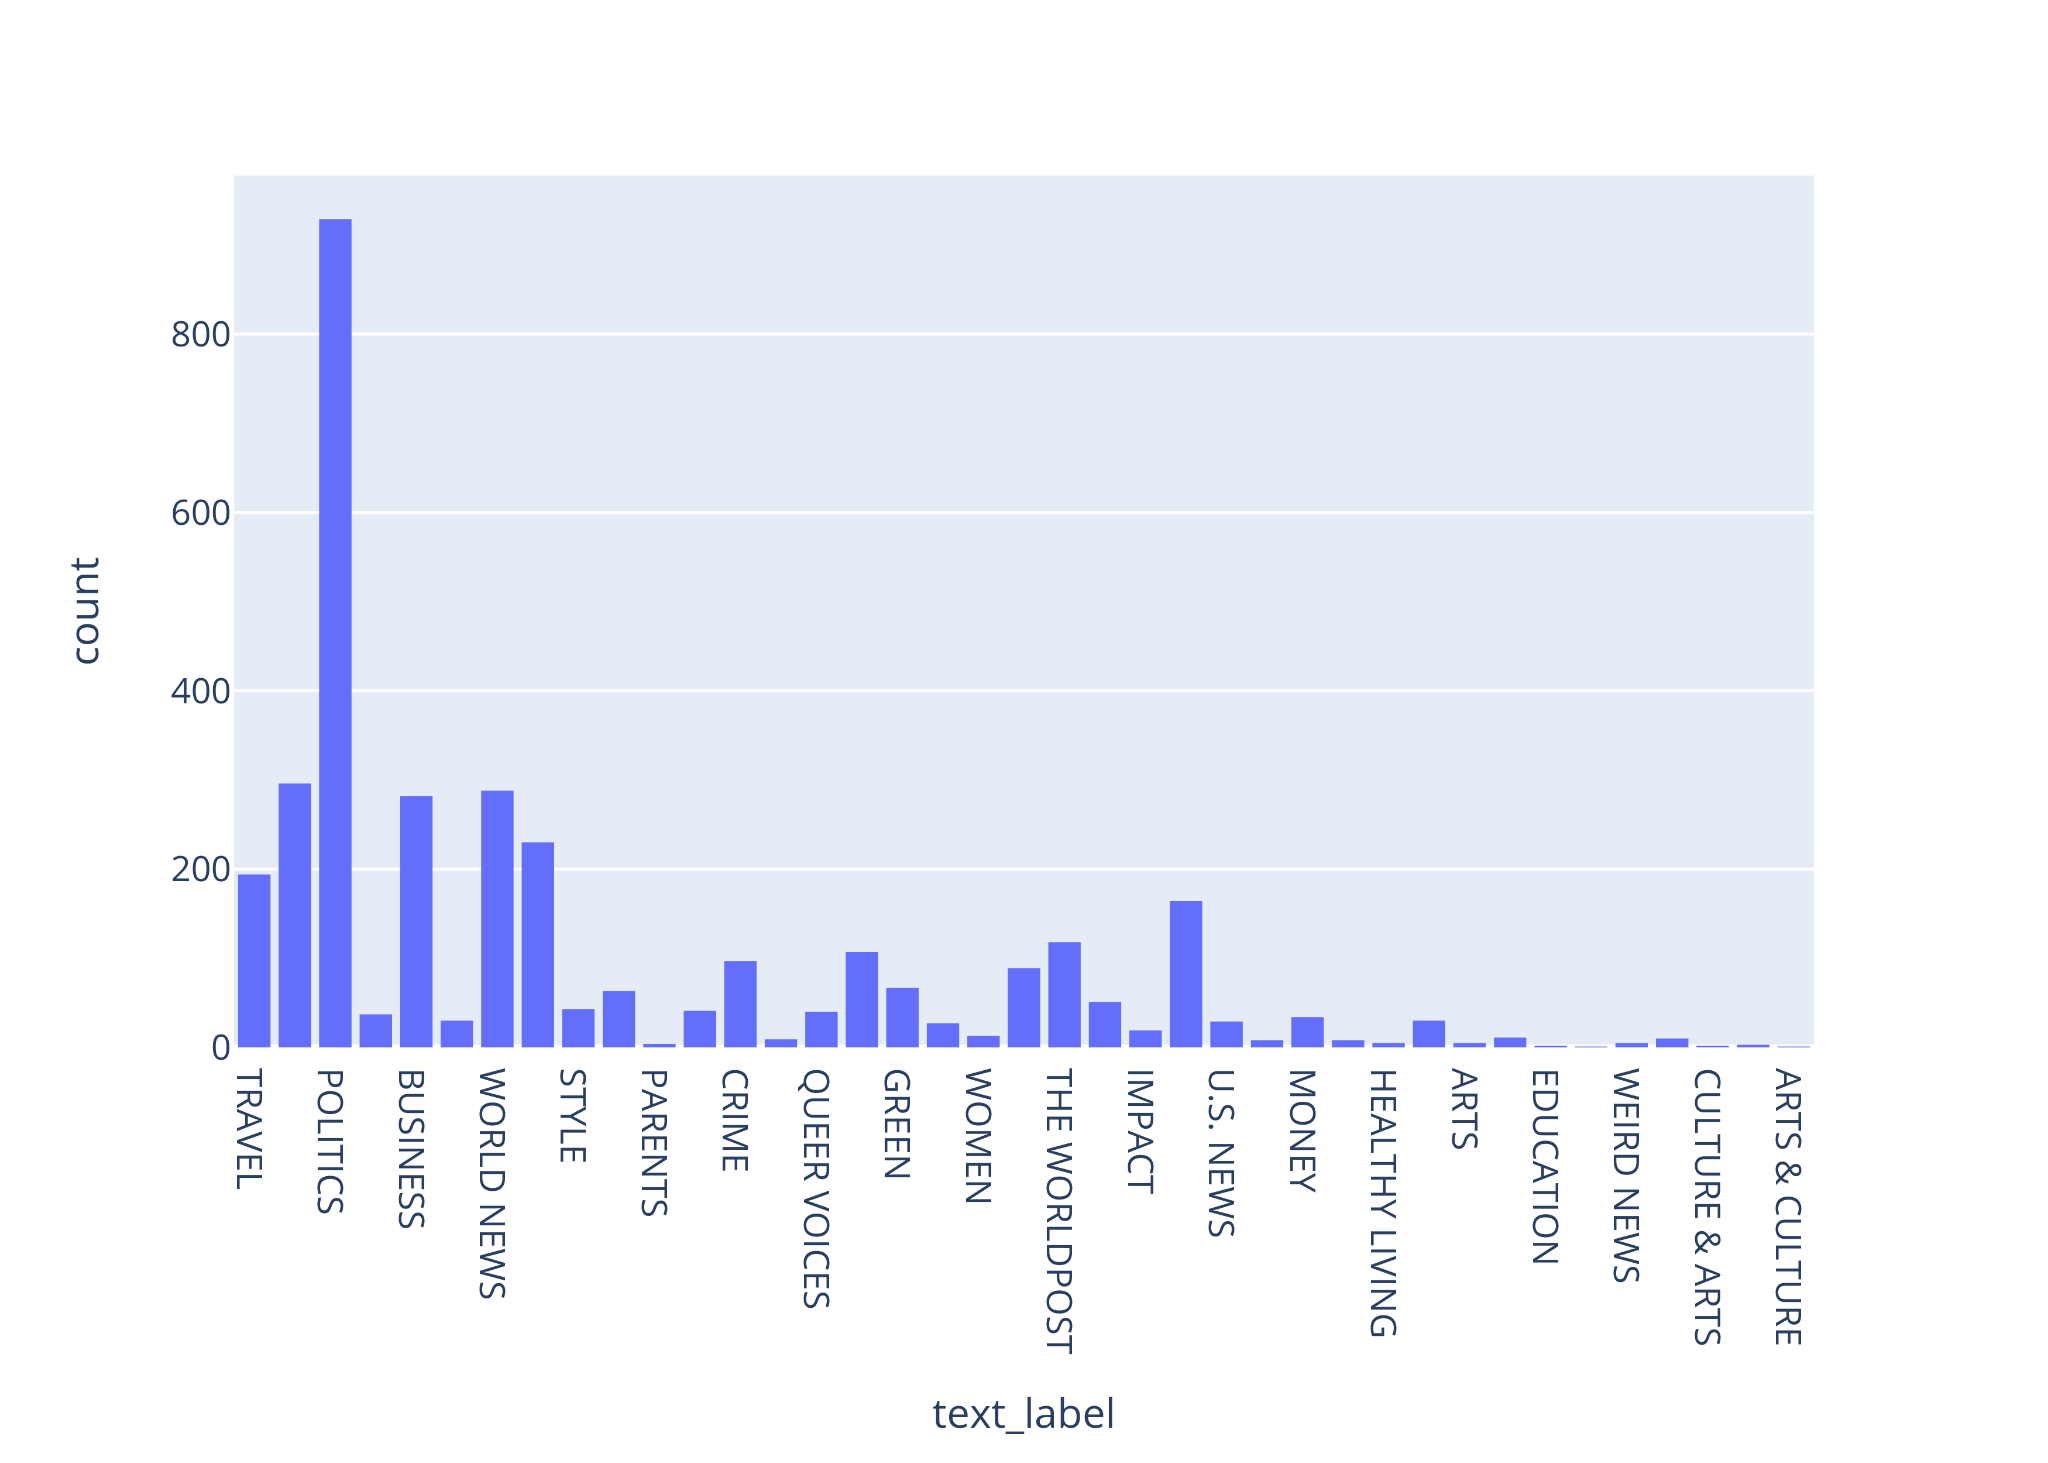 800
600
400
200
0
count
TRAVEL
POLITICS
BUSINESS
WORLD NEWS
STYLE
PARENTS
CRIME
QUEER VOICES
GREEN
WOMEN
THE WORLDPOST
IMPACT
U.S. NEWS
MONEY
HEALTHY LIVING
ARTS
EDUCATION
WEIRD NEWS
CULTURE & ARTS
ARTS & CULTURE
text_label